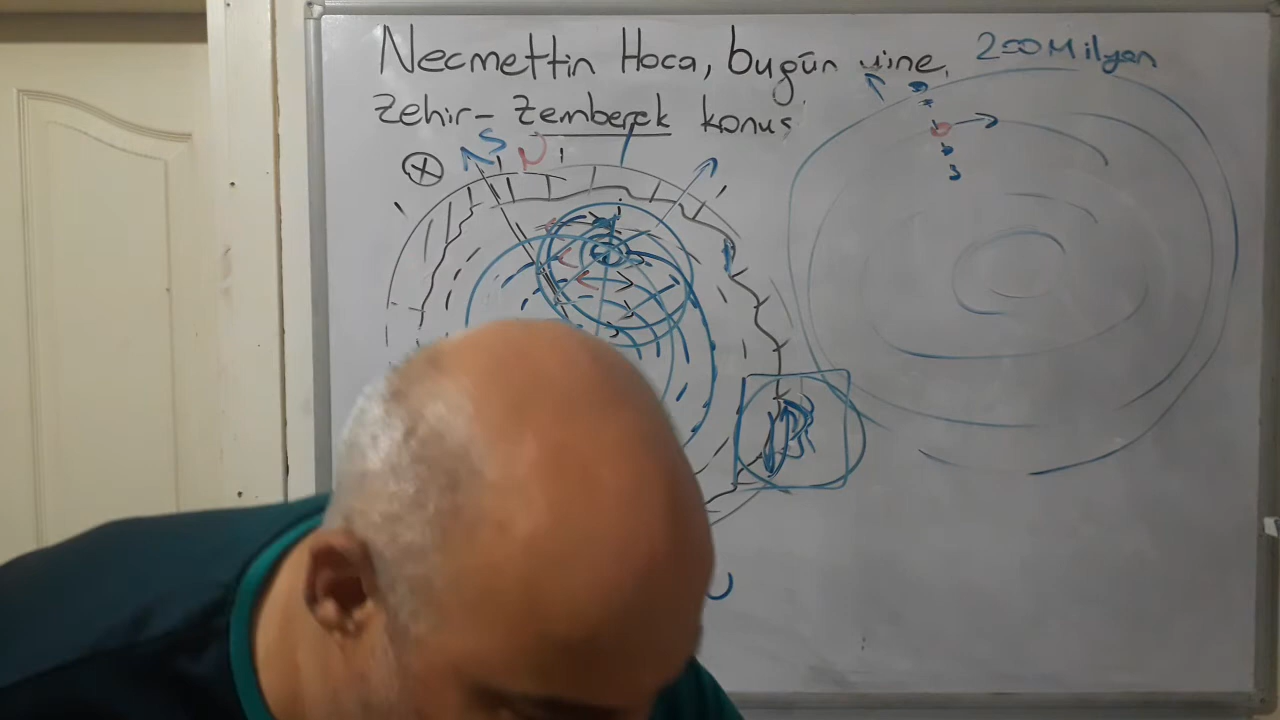 Necmettin Hoca, bugün yine,
Zehir-Zemberek konuş
200 Milyon
S N
S